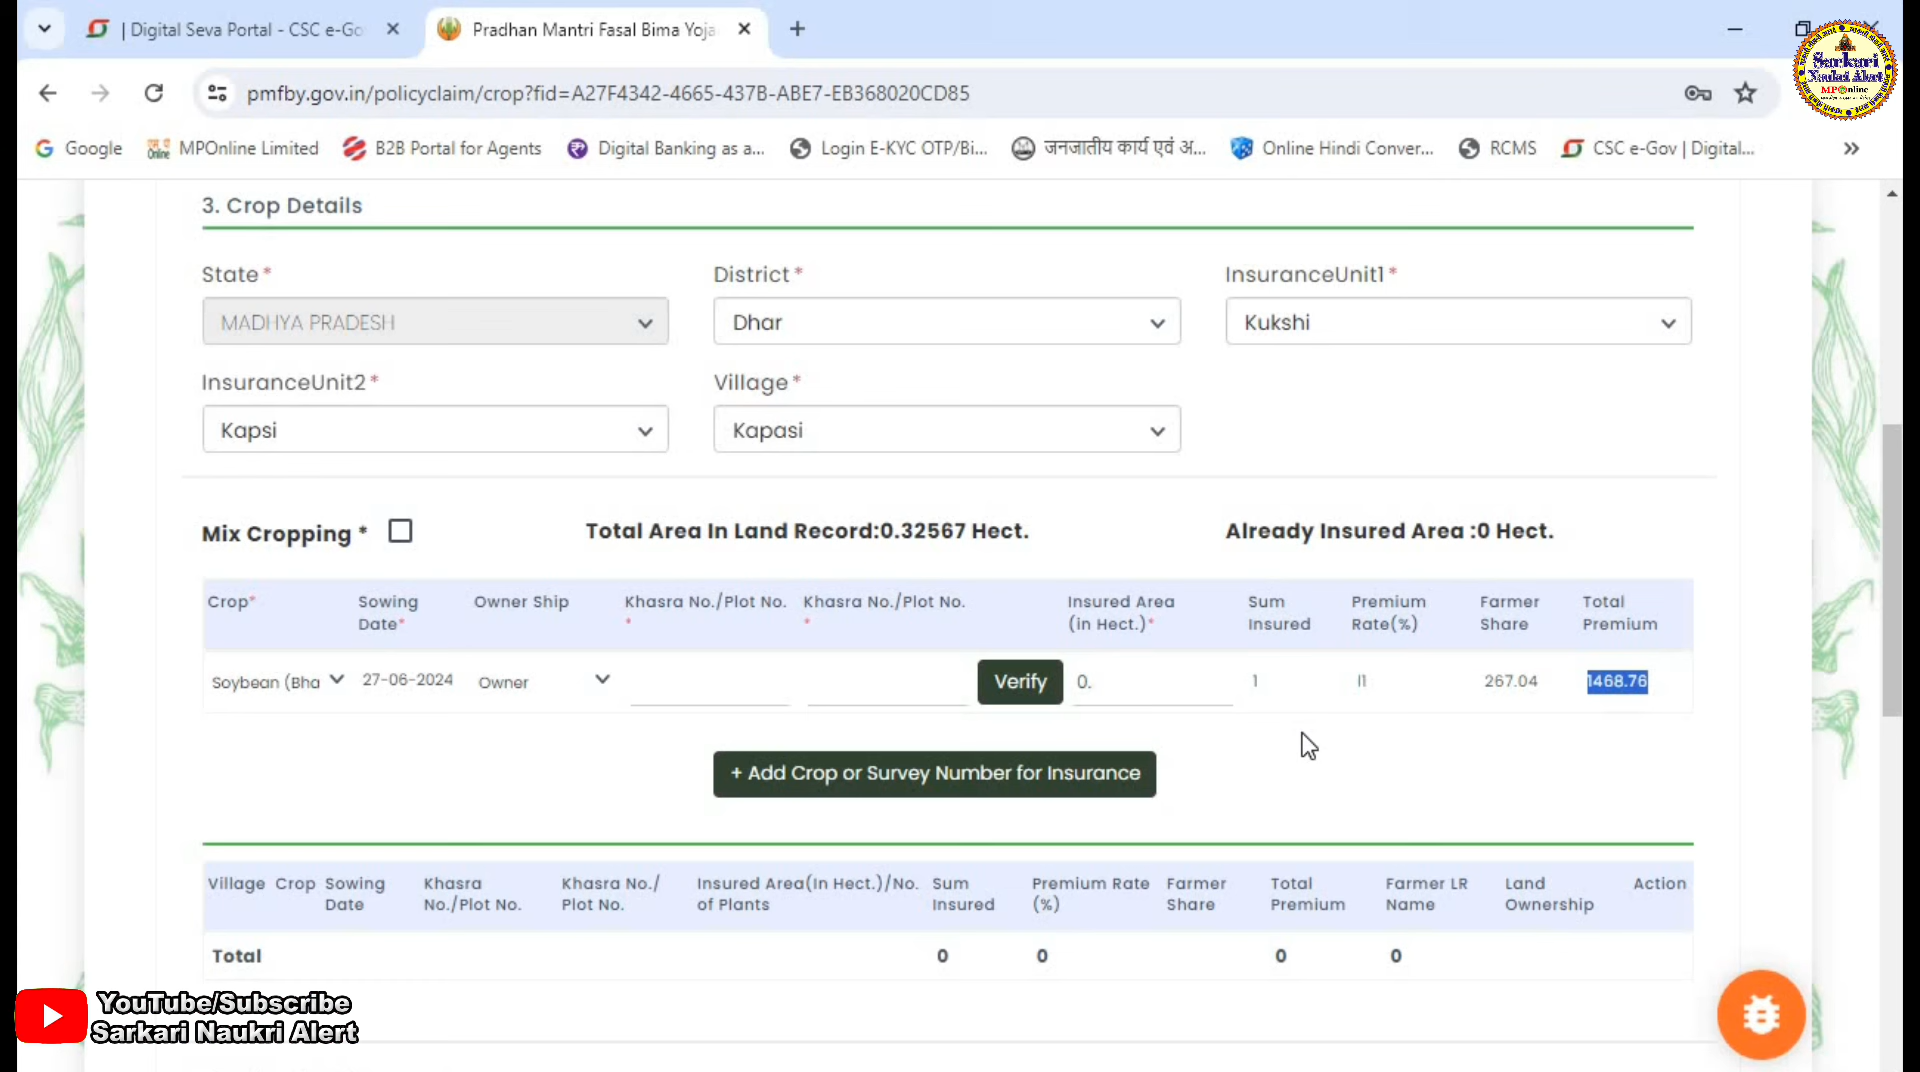 | Digital Seva Portal - CSC e-Go
Pradhan Mantri Fasal Bima Yoja
pmfby.gov.in/policyclaim/crop?fid=A27F4342-4665-437B-ABE7-EB368020CD85
Sarkari
Naukri Alert
MPOnline
Google
MPOnline Limited
B2B Portal for Agents
Digital Banking as a...
Login E-KYC OTP/Bi...
जनजातीय कार्य एवं अ...
Online Hindi Conver...
RCMS
CSC e-Gov | Digital...
3. Crop Details
State*
District*
InsuranceUnit1*
MADHYA PRADESH
Dhar
Kukshi
InsuranceUnit2*
Village*
Kapsi
Kapasi
Mix Cropping *
Total Area In Land Record:0.32567 Hect.
Already Insured Area :0 Hect.
Crop* Sowing Date* Owner Ship Khasra No./Plot No. * Khasra No./Plot No. * Insured Area (in Hect.)* Sum Insured Premium Rate(%) Farmer Share Total Premium
Soybean (Bha 27-06-2024 Owner Verify 0. 1 11 267.04 1468.76
+ Add Crop or Survey Number for Insurance
Village Crop Sowing Date Khasra No./Plot No. Khasra No./ Plot No. Insured Area(In Hect.)/No. of Plants Sum Insured Premium Rate (%) Farmer Share Total Premium Farmer LR Name Land Ownership Action
Total 0 0 0 0
YouTube/Subscribe
Sarkari Naukri Alert